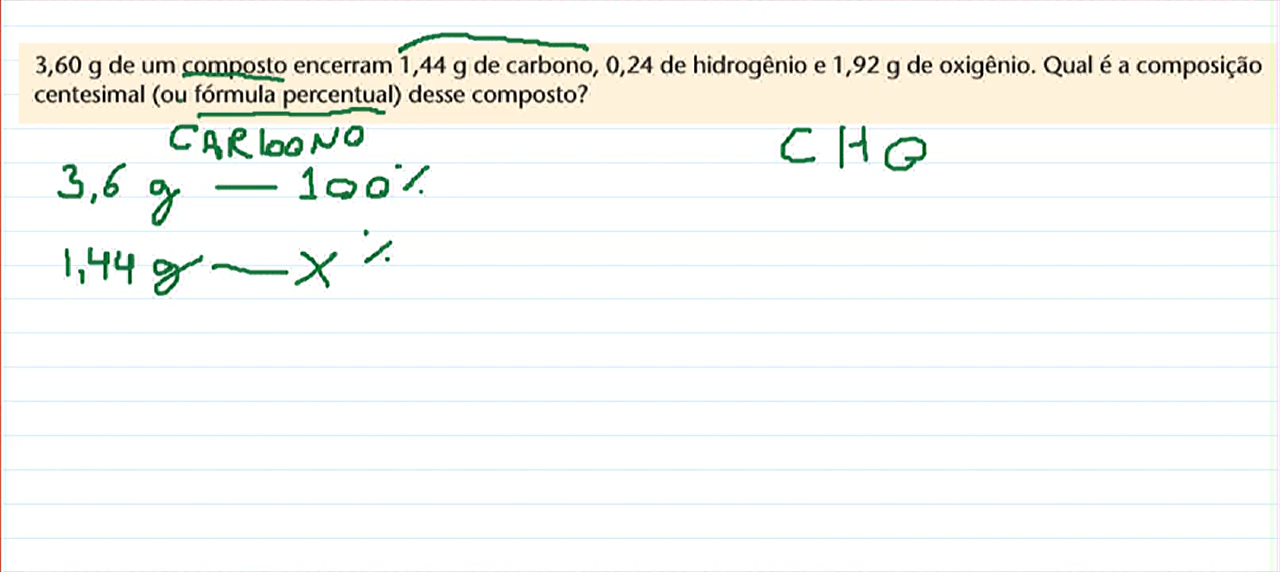 3,60 g de um composto encerram 1,44 g de carbono, 0,24 de hidrogênio e 1,92 g de oxigênio. Qual é a composição
centesimal (ou fórmula percentual) desse composto?
CARbONO
C H O
3,6 g — 100%
1,44 g — X %